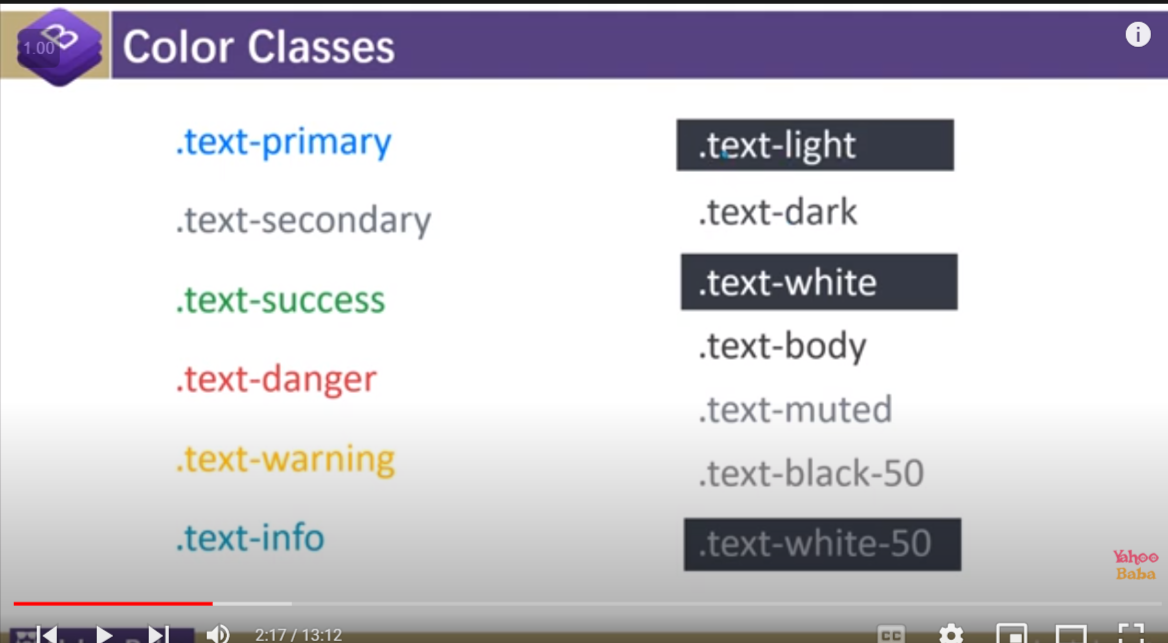 1.00
Color Classes
.text-primary
.text-secondary
.text-success
.text-danger
.text-warning
.text-info
.text-light
.text-dark
.text-white
.text-body
.text-muted
.text-black-50
.text-white-50
Yahoo
Baba
2:17 / 13:12
CC